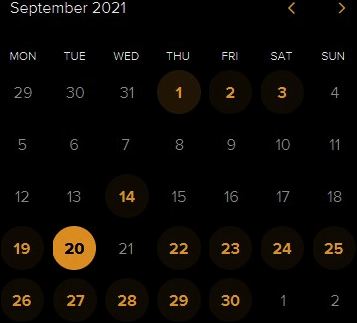 September 2021
MON TUE WED THU FRI SAT SUN
29 30 31 1 2 3 4
5 6 7 8 9 10 11
12 13 14 15 16 17 18
19 20 21 22 23 24 25
26 27 28 29 30 1 2